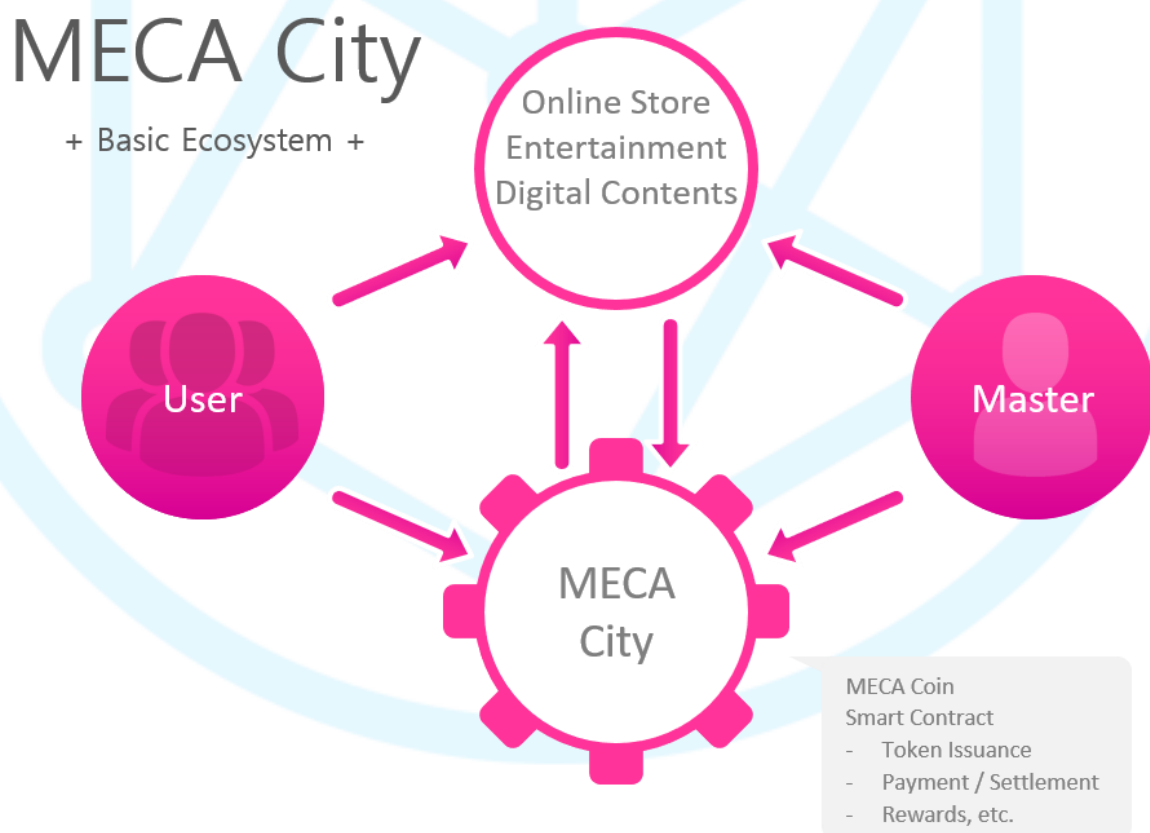 MECA City
+ Basic Ecosystem +
Online Store
Entertainment
Digital Contents
User
Master
MECA
City
MECA Coin
Smart Contract
- Token Issuance
- Payment / Settlement
- Rewards, etc.